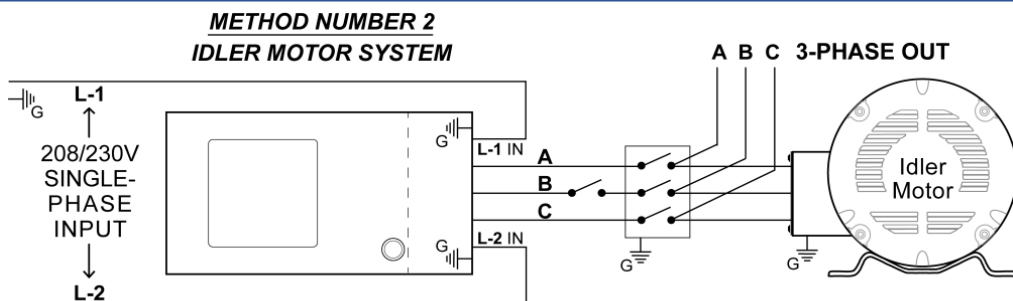 METHOD NUMBER 2
IDLER MOTOR SYSTEM
A B C 3-PHASE OUT
G
L-1
208/230V
SINGLE-
PHASE
INPUT
L-2
G
L-1 IN
A
B
C
G
L-2 IN
G
G
Idler
Motor